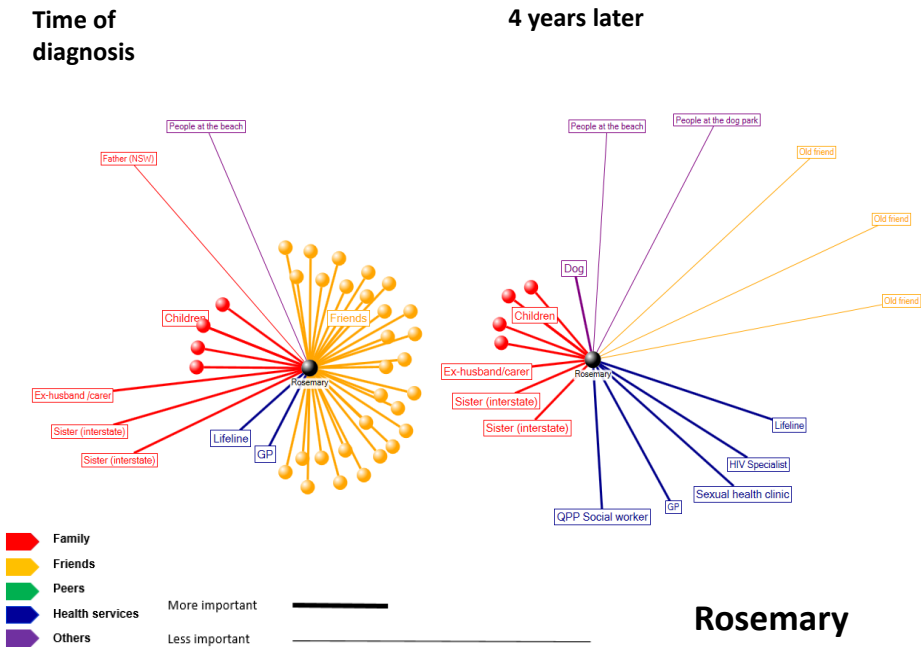 Time of
diagnosis
4 years later
People at the beach
Father (NSW)
Children
Friends
Rosemary
Ex-husband /carer
Sister (interstate)
Sister (interstate)
Lifeline
GP
People at the beach
People at the dog park
Old friend
Old friend
Old friend
Dog
Children
Rosemary
Ex-husband/carer
Sister (interstate)
Sister (interstate)
Lifeline
HIV Specialist
Sexual health clinic
GP
QPP Social worker
Family
Friends
Peers
Health services
Others
More important
Less important
Rosemary